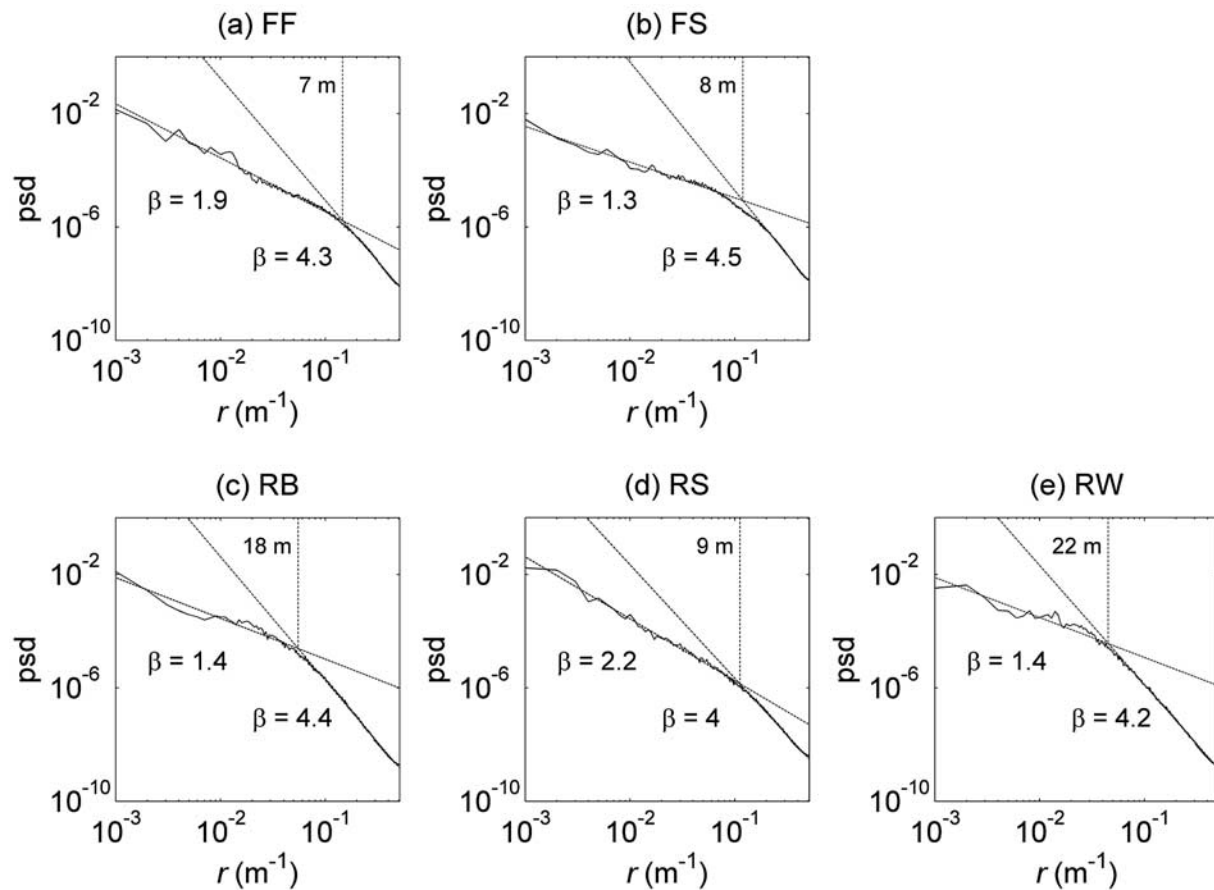 (a) FF
7 m
10^-2
10^-6
10^-10
psd
β = 1.9
β = 4.3
10^-3
10^-2
10^-1
r (m^-1)
(b) FS
8 m
10^-2
10^-6
10^-10
psd
β = 1.3
β = 4.5
10^-3
10^-2
10^-1
r (m^-1)
(c) RB
18 m
10^-2
10^-6
10^-10
psd
β = 1.4
β = 4.4
10^-3
10^-2
10^-1
r (m^-1)
(d) RS
9 m
10^-2
10^-6
10^-10
psd
β = 2.2
β = 4
10^-3
10^-2
10^-1
r (m^-1)
(e) RW
22 m
10^-2
10^-6
10^-10
psd
β = 1.4
β = 4.2
10^-3
10^-2
10^-1
r (m^-1)